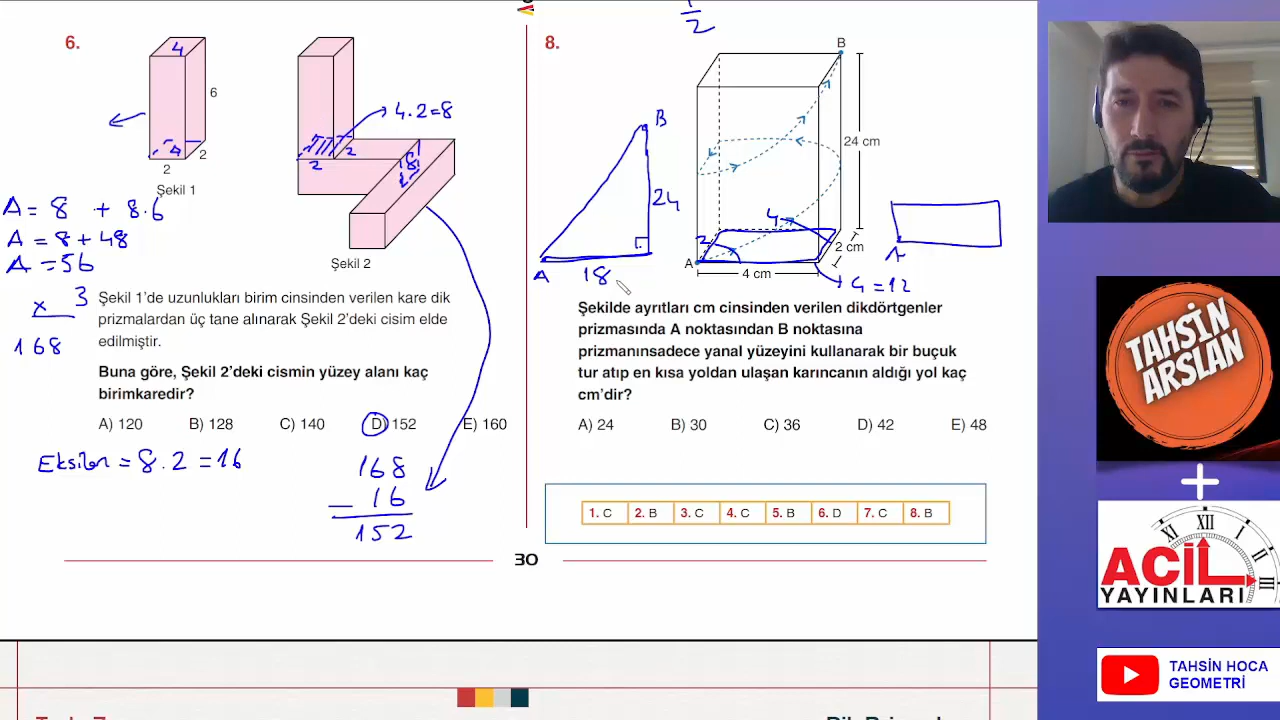 6.
4
6
4
2
2
Şekil 1
4.2=8
2
2
Şekil 2
A = 8 + 8.6
A = 8 + 48
A = 56
x 3
168
Şekil 1'de uzunlukları birim cinsinden verilen kare dik
prizmalardan üç tane alınarak Şekil 2'deki cisim elde
edilmiştir.
Buna göre, Şekil 2'deki cismin yüzey alanı kaç
birimkaredir?
A) 120 B) 128 C) 140 D) 152 E) 160
= 8.2 = 16
168
- 16
152
8.
2
B
24 cm
B
24
A
18
4
2
2 cm
A
4 cm
Ç = 12
A
Şekilde ayrıtları cm cinsinden verilen dikdörtgenler
prizmasında A noktasından B noktasına
prizmanınsadece yanal yüzeyini kullanarak bir buçuk
tur atıp en kısa yoldan ulaşan karıncanın aldığı yol kaç
cm'dir?
A) 24 B) 30 C) 36 D) 42 E) 48
1. C 2. B 3. C 4. C 5. B 6. D 7. C 8. B
30
TAHSİN
ARSLAN
+
XI XII I II III
ACİL
YAYINLARI
TAHSİN HOCA
GEOMETRİ